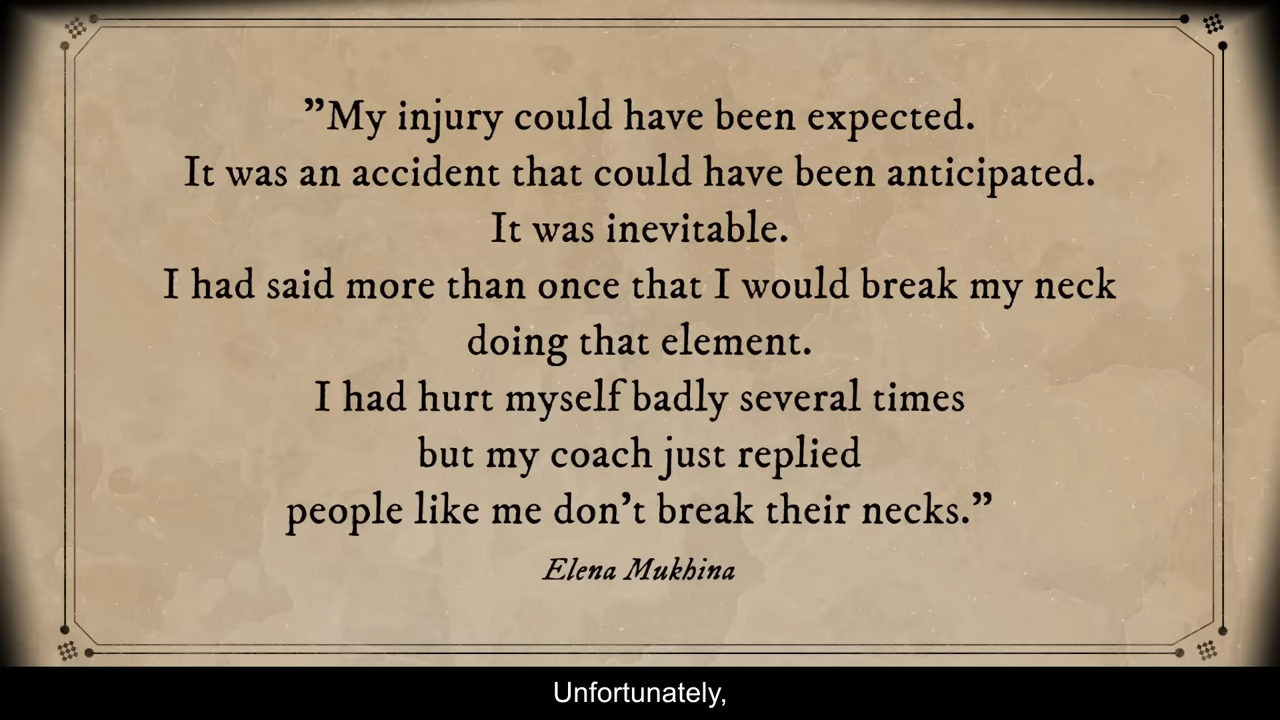 ”My injury could have been expected.
It was an accident that could have been anticipated.
It was inevitable.
I had said more than once that I would break my neck
doing that element.
I had hurt myself badly several times
but my coach just replied
people like me don’t break their necks.”
Elena Mukhina
Unfortunately,